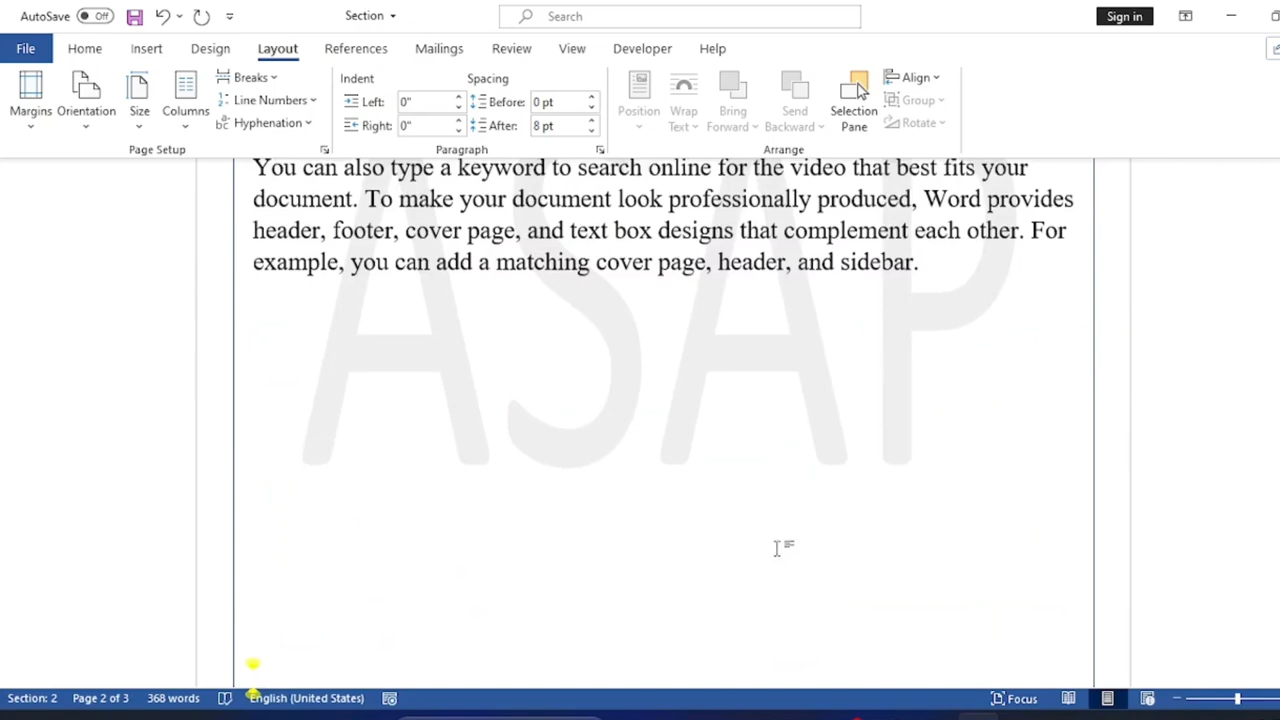 AutoSave Off Section Search Sign in
File Home Insert Design Layout References Mailings Review View Developer Help
Margins Orientation Size Columns Breaks Line Numbers Hyphenation
Page Setup
Indent Spacing
Left: 0" Before: 0 pt
Right: 0" After: 8 pt
Paragraph
Position Wrap Text Bring Forward Send Backward Selection Pane Align Group Rotate
Arrange
You can also type a keyword to search online for the video that best fits your
document. To make your document look professionally produced, Word provides
header, footer, cover page, and text box designs that complement each other. For
example, you can add a matching cover page, header, and sidebar.
ASAP
Section: 2 Page 2 of 3 368 words English (United States) Focus